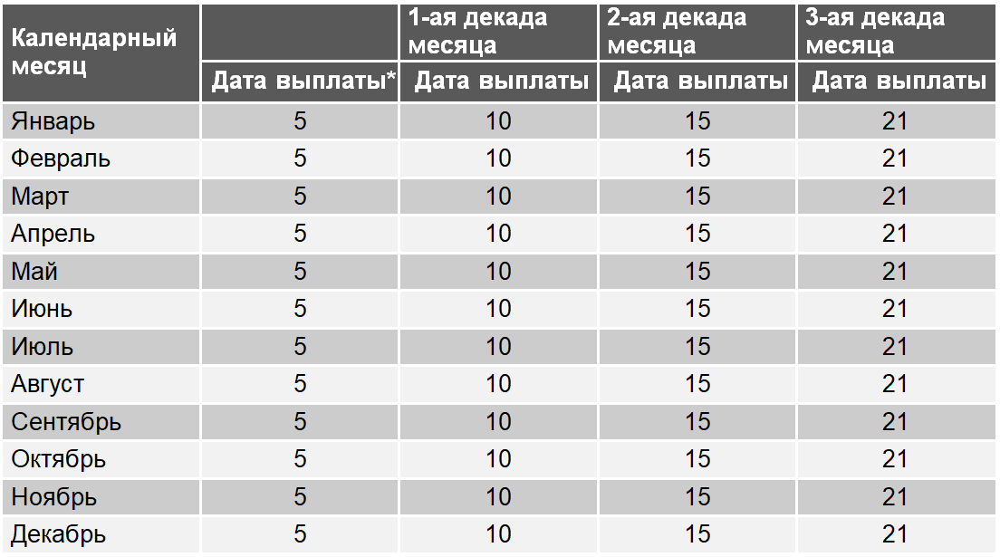 Календарный месяц
1-ая декада месяца
2-ая декада месяца
3-ая декада месяца
Дата выплаты* Дата выплаты Дата выплаты Дата выплаты
Январь 5 10 15 21
Февраль 5 10 15 21
Март 5 10 15 21
Апрель 5 10 15 21
Май 5 10 15 21
Июнь 5 10 15 21
Июль 5 10 15 21
Август 5 10 15 21
Сентябрь 5 10 15 21
Октябрь 5 10 15 21
Ноябрь 5 10 15 21
Декабрь 5 10 15 21